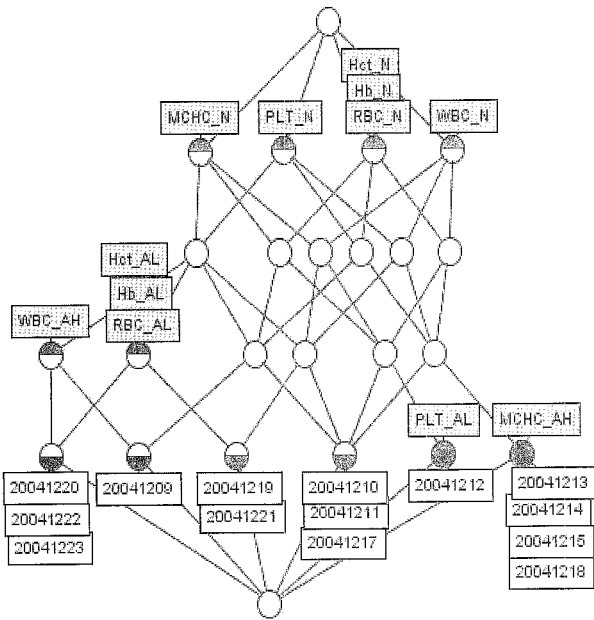 Hct_N
Hb_N
MCHC_N
PLT_N
RBC_N
WBC_N
Hct_AL
Hb_AL
WBC_AH
RBC_AL
PLT_AL
MCHC_AH
20041220
20041209
20041219
20041210
20041212
20041213
20041222
20041221
20041211
20041214
20041223
20041217
20041215
20041218